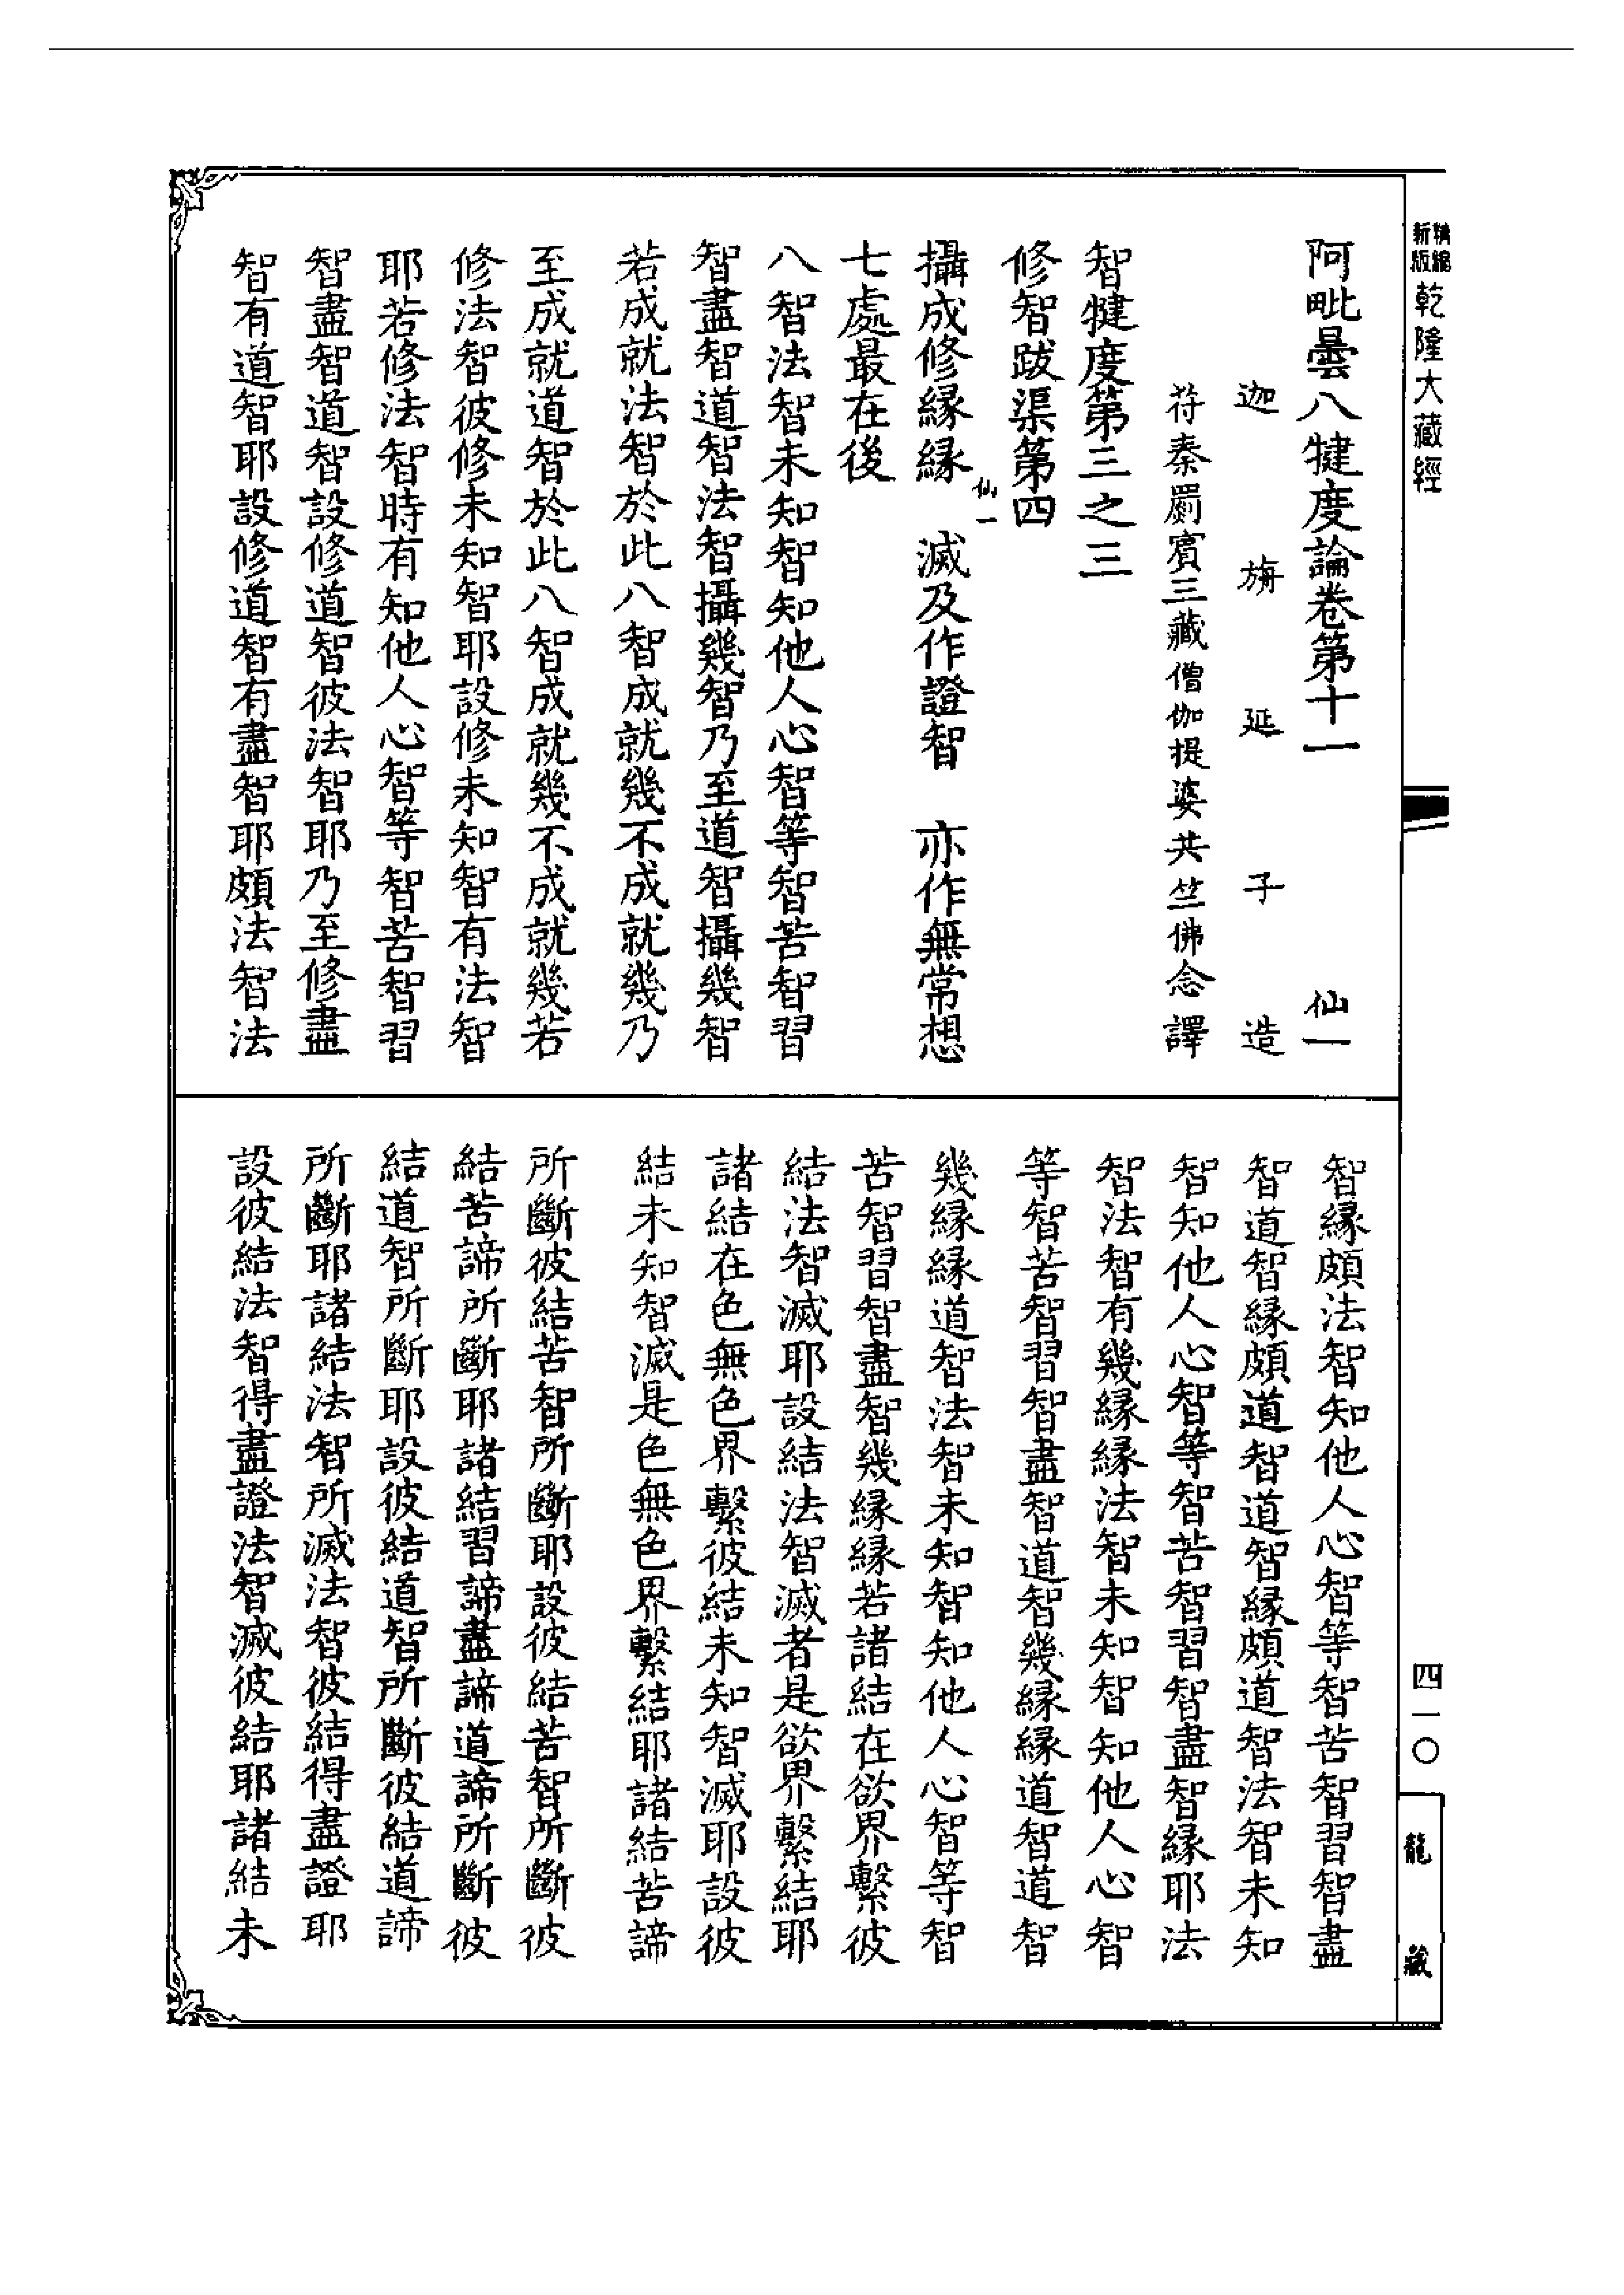 精縮新版乾隆大藏經
阿毗曇八犍度論卷第十一 仙一
迦旃延子造
苻秦罽賓三藏僧伽提婆共竺佛念譯
智犍度第三之三
修智跋渠第四
仙一
攝成修緣緣 滅及作證智 亦作無常想
七處最在後
八智法智未知智知他人心智等智苦智習
智盡智道智法智攝幾智乃至道智攝幾智
若成就法智於此八智成就幾不成就幾乃
至成就道智於此八智成就幾不成就幾若
修法智彼修未知智耶設修未知智有法智
耶若修法智時有知他人心智等智苦智習
智盡智道智設修道智彼法智耶乃至修盡
智有道智耶設修道智有盡智耶頗法智法
智緣頗法智知他人心智等智苦智習智盡
智道智緣頗道智道智緣頗道智法智未知
智知他人心智等智苦智習智盡智緣耶法
智法智有幾緣緣法智未知智知他人心智
等智苦智習智盡智道智幾緣緣道智道智
幾緣緣道智法智未知智知他人心智等智
苦智習智盡智幾緣緣若諸結在欲界繫彼
結法智滅耶設結法智滅者是欲界繫結耶
諸結在色無色界繫彼結未知智滅耶設彼
結未知智滅是色無色界繫結耶諸結苦諦
所斷彼結苦智所斷耶設彼結苦智所斷彼
結苦諦所斷耶諸結習諦盡諦道諦所斷彼
結道智所斷耶設彼結道智所斷彼結道諦
所斷耶諸結法智所滅法智彼結得盡證耶
設彼結法智得盡證法智滅彼結耶諸結未
四一〇
龍藏